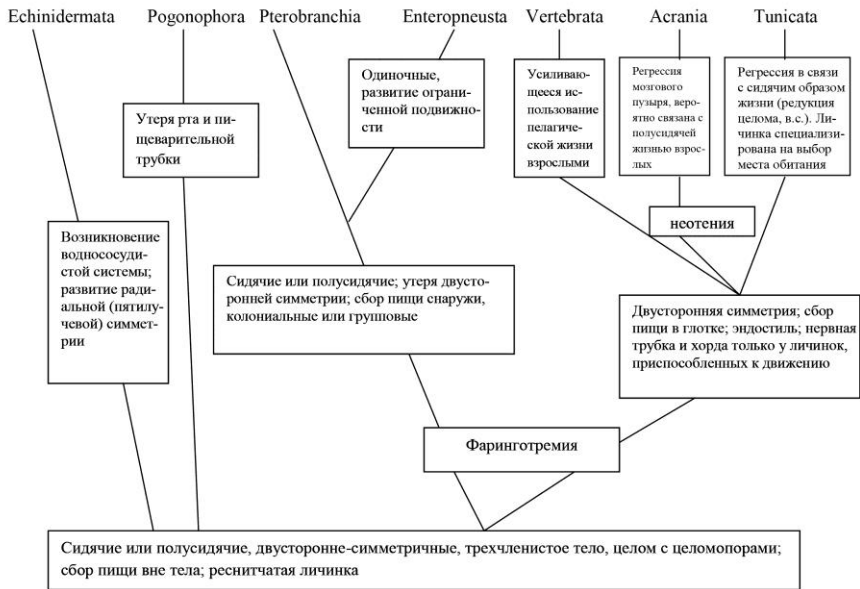 Echinidermata Pogonophora Pterobranchia Enteropneusta Vertebrata Acrania Tunicata
Одиночные,
развитие ограни-
ченной подвижно-
сти
Усиливаю-
щееся ис-
пользование
пелагиче-
ской жизни
взрослыми
Регрессия
мозгового
пузыря, веро-
ятно связана с
полусидячей
жизнью взрос-
лых
Регрессия в связи
с сидячим образом
жизни (редукция
целома, в.с.). Ли-
чинка специализи-
рована на выбор
места обитания
Утеря рта и пи-
щеварительной
трубки
неотения
Возникновение
воднососуди-
стой системы;
развитие ради-
альной (пятилу-
чевой) симмет-
рии
Сидячие или полусидячие; утеря двусто-
ронней симметрии; сбор пищи снаружи,
колониальные или групповые
Двусторонняя симметрия; сбор
пищи в глотке; эндостиль; нервная
трубка и хорда только у личинок,
приспособленных к движению
Фаринготремия
Сидячие или полусидячие, двусторонне-симметричные, трехчленистое тело, целом с целомопорами;
сбор пищи вне тела; реснитчатая личинка